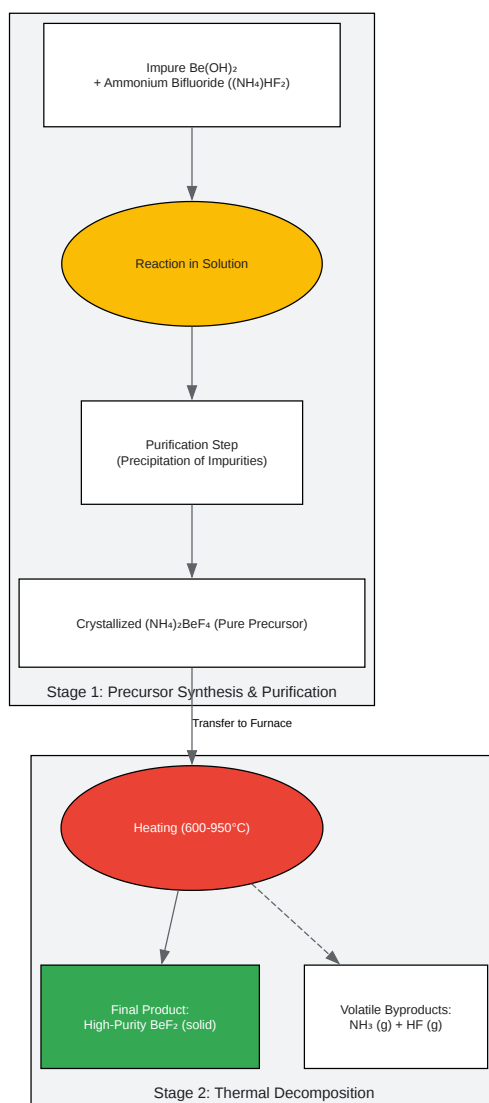 Impure Be(OH)₂
+ Ammonium Bifluoride ((NH₄)HF₂)
Reaction in Solution
Purification Step
(Precipitation of Impurities)
Crystallized (NH₄)₂BeF₄ (Pure Precursor)
Stage 1: Precursor Synthesis & Purification
Transfer to Furnace
Heating (600-950°C)
Final Product:
High-Purity BeF₂ (solid)
Volatile Byproducts:
NH₃ (g) + HF (g)
Stage 2: Thermal Decomposition